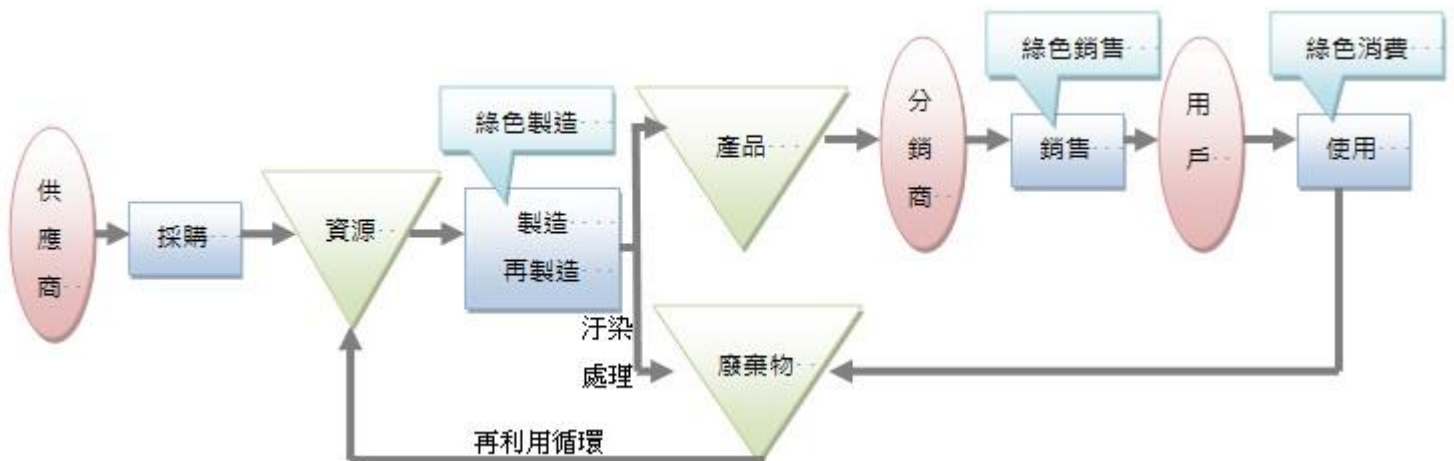 供
應
商
採購
資源
綠色製造
製造
再製造
汙染
處理
產品
廢棄物
再利用循環
分
銷
商
綠色銷售
銷售
用
戶
綠色消費
使用